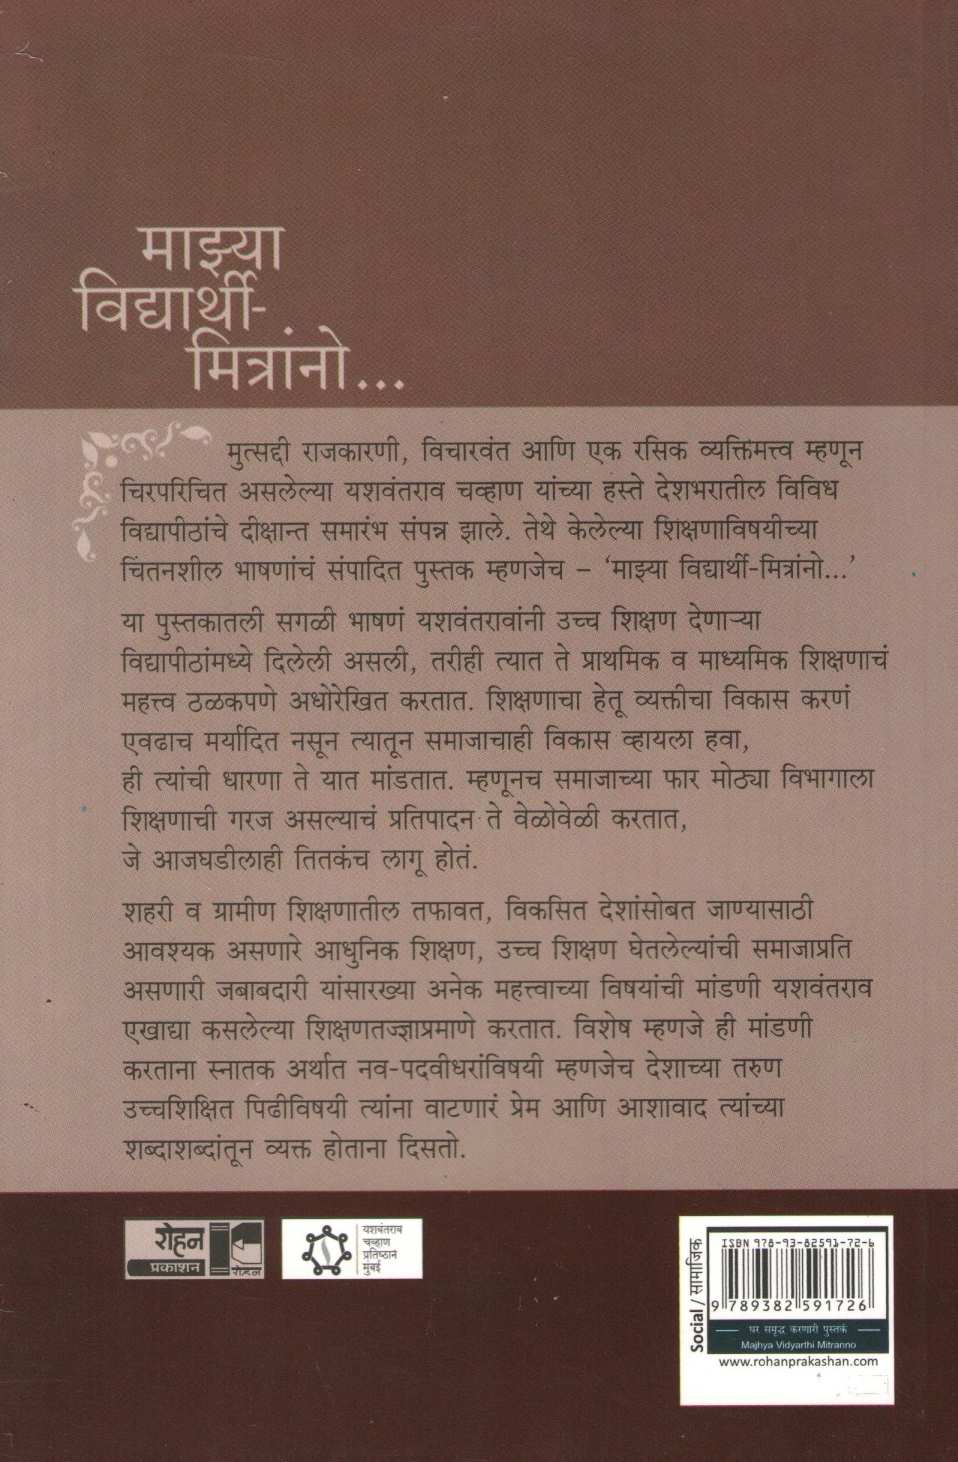 माझ्या
विद्यार्थी-
मित्रांनो...
मुत्सद्दी राजकारणी, विचारवंत आणि एक रसिक व्यक्तिमत्त्व म्हणून
चिरपरिचित असलेल्या यशवंतराव चव्हाण यांच्या हस्ते देशभरातील विविध
विद्यापीठांचे दीक्षान्त समारंभ संपन्न झाले. तेथे केलेल्या शिक्षणाविषयीच्या
चिंतनशील भाषणांचं संपादित पुस्तक म्हणजेच – ‘माझ्या विद्यार्थी-मित्रांनो...’
या पुस्तकातली सगळी भाषणं यशवंतरावांनी उच्च शिक्षण देणाऱ्या
विद्यापीठांमध्ये दिलेली असली, तरीही त्यात ते प्राथमिक व माध्यमिक शिक्षणाचं
महत्त्व ठळकपणे अधोरेखित करतात. शिक्षणाचा हेतू व्यक्तीचा विकास करणं
एवढाच मर्यादित नसून त्यातून समाजाचाही विकास व्हायला हवा,
ही त्यांची धारणा ते यात मांडतात. म्हणूनच समाजाच्या फार मोठ्या विभागाला
शिक्षणाची गरज असल्याचं प्रतिपादन ते वेळोवेळी करतात,
जे आजघडीलाही तितकंच लागू होतं.
शहरी व ग्रामीण शिक्षणातील तफावत, विकसित देशांसोबत जाण्यासाठी
आवश्यक असणारे आधुनिक शिक्षण, उच्च शिक्षण घेतलेल्यांची समाजाप्रति
असणारी जबाबदारी यांसारख्या अनेक महत्त्वाच्या विषयांची मांडणी यशवंतराव
एखाद्या कसलेल्या शिक्षणतज्ज्ञाप्रमाणे करतात. विशेष म्हणजे ही मांडणी
करताना स्नातक अर्थात नव-पदवीधरांविषयी म्हणजेच देशाच्या तरुण
उच्चशिक्षित पिढीविषयी त्यांना वाटणारं प्रेम आणि आशावाद त्यांच्या
शब्दाशब्दांतून व्यक्त होताना दिसतो.
रोहन
प्रकाशन
रोहन
यशवंतराव
चव्हाण
प्रतिष्ठान
मुंबई
Social / सामाजिक
ISBN 978-93-82591-72-6
9 789382 591726
घर समृद्ध करणारी पुस्तकं
Majhya Vidyarthi Mitranno
www.rohanprakashan.com